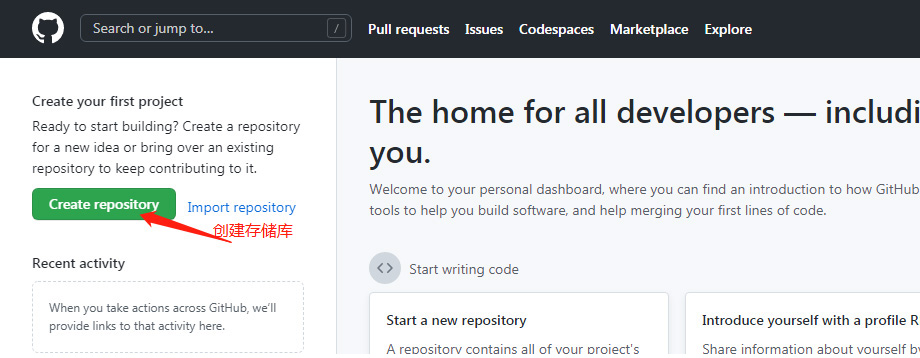 Search or jump to... /
Pull requests Issues Codespaces Marketplace Explore
Create your first project
Ready to start building? Create a repository
for a new idea or bring over an existing
repository to keep contributing to it.
Create repository Import repository
创建存储库
Recent activity
When you take actions across GitHub, we'll
provide links to that activity here.
The home for all developers — includi
you.
Welcome to your personal dashboard, where you can find an introduction to how GitHub
tools to help you build software, and help merging your first lines of code.
Start writing code
Start a new repository
A repository contains all of your project's
Introduce yourself with a profile R
Share information about yourself by